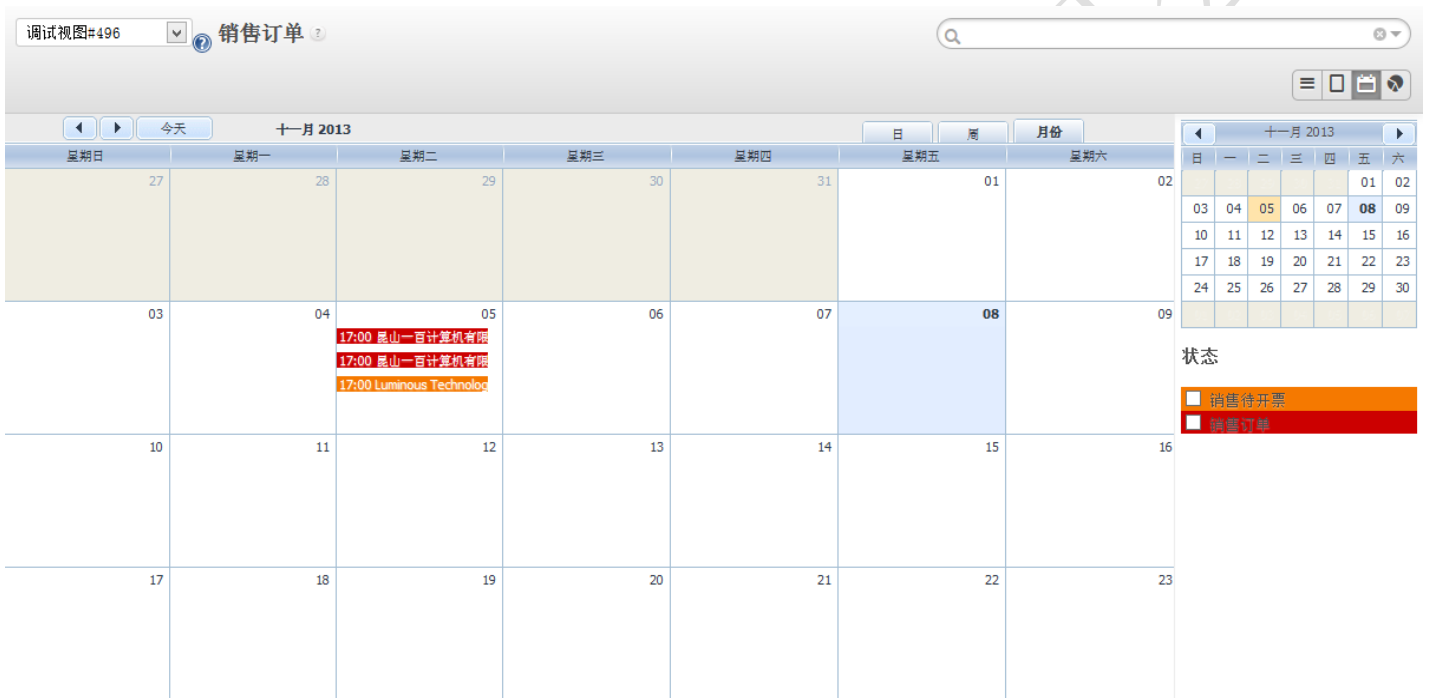 调试视图#496 销售订单 ?
今天 十一月 2013 日 周 月份
星期日 星期一 星期二 星期三 星期四 星期五 星期六
27 28 29 30 31 01 02
03 04 05 06 07 08 09
17:00 昆山一百计算机有限
17:00 昆山一百计算机有限
17:00 Luminous Technolog
10 11 12 13 14 15 16
17 18 19 20 21 22 23
十一月 2013
日 一 二 三 四 五 六
01 02
03 04 05 06 07 08 09
10 11 12 13 14 15 16
17 18 19 20 21 22 23
24 25 26 27 28 29 30
状态
销售待开票
销售订单